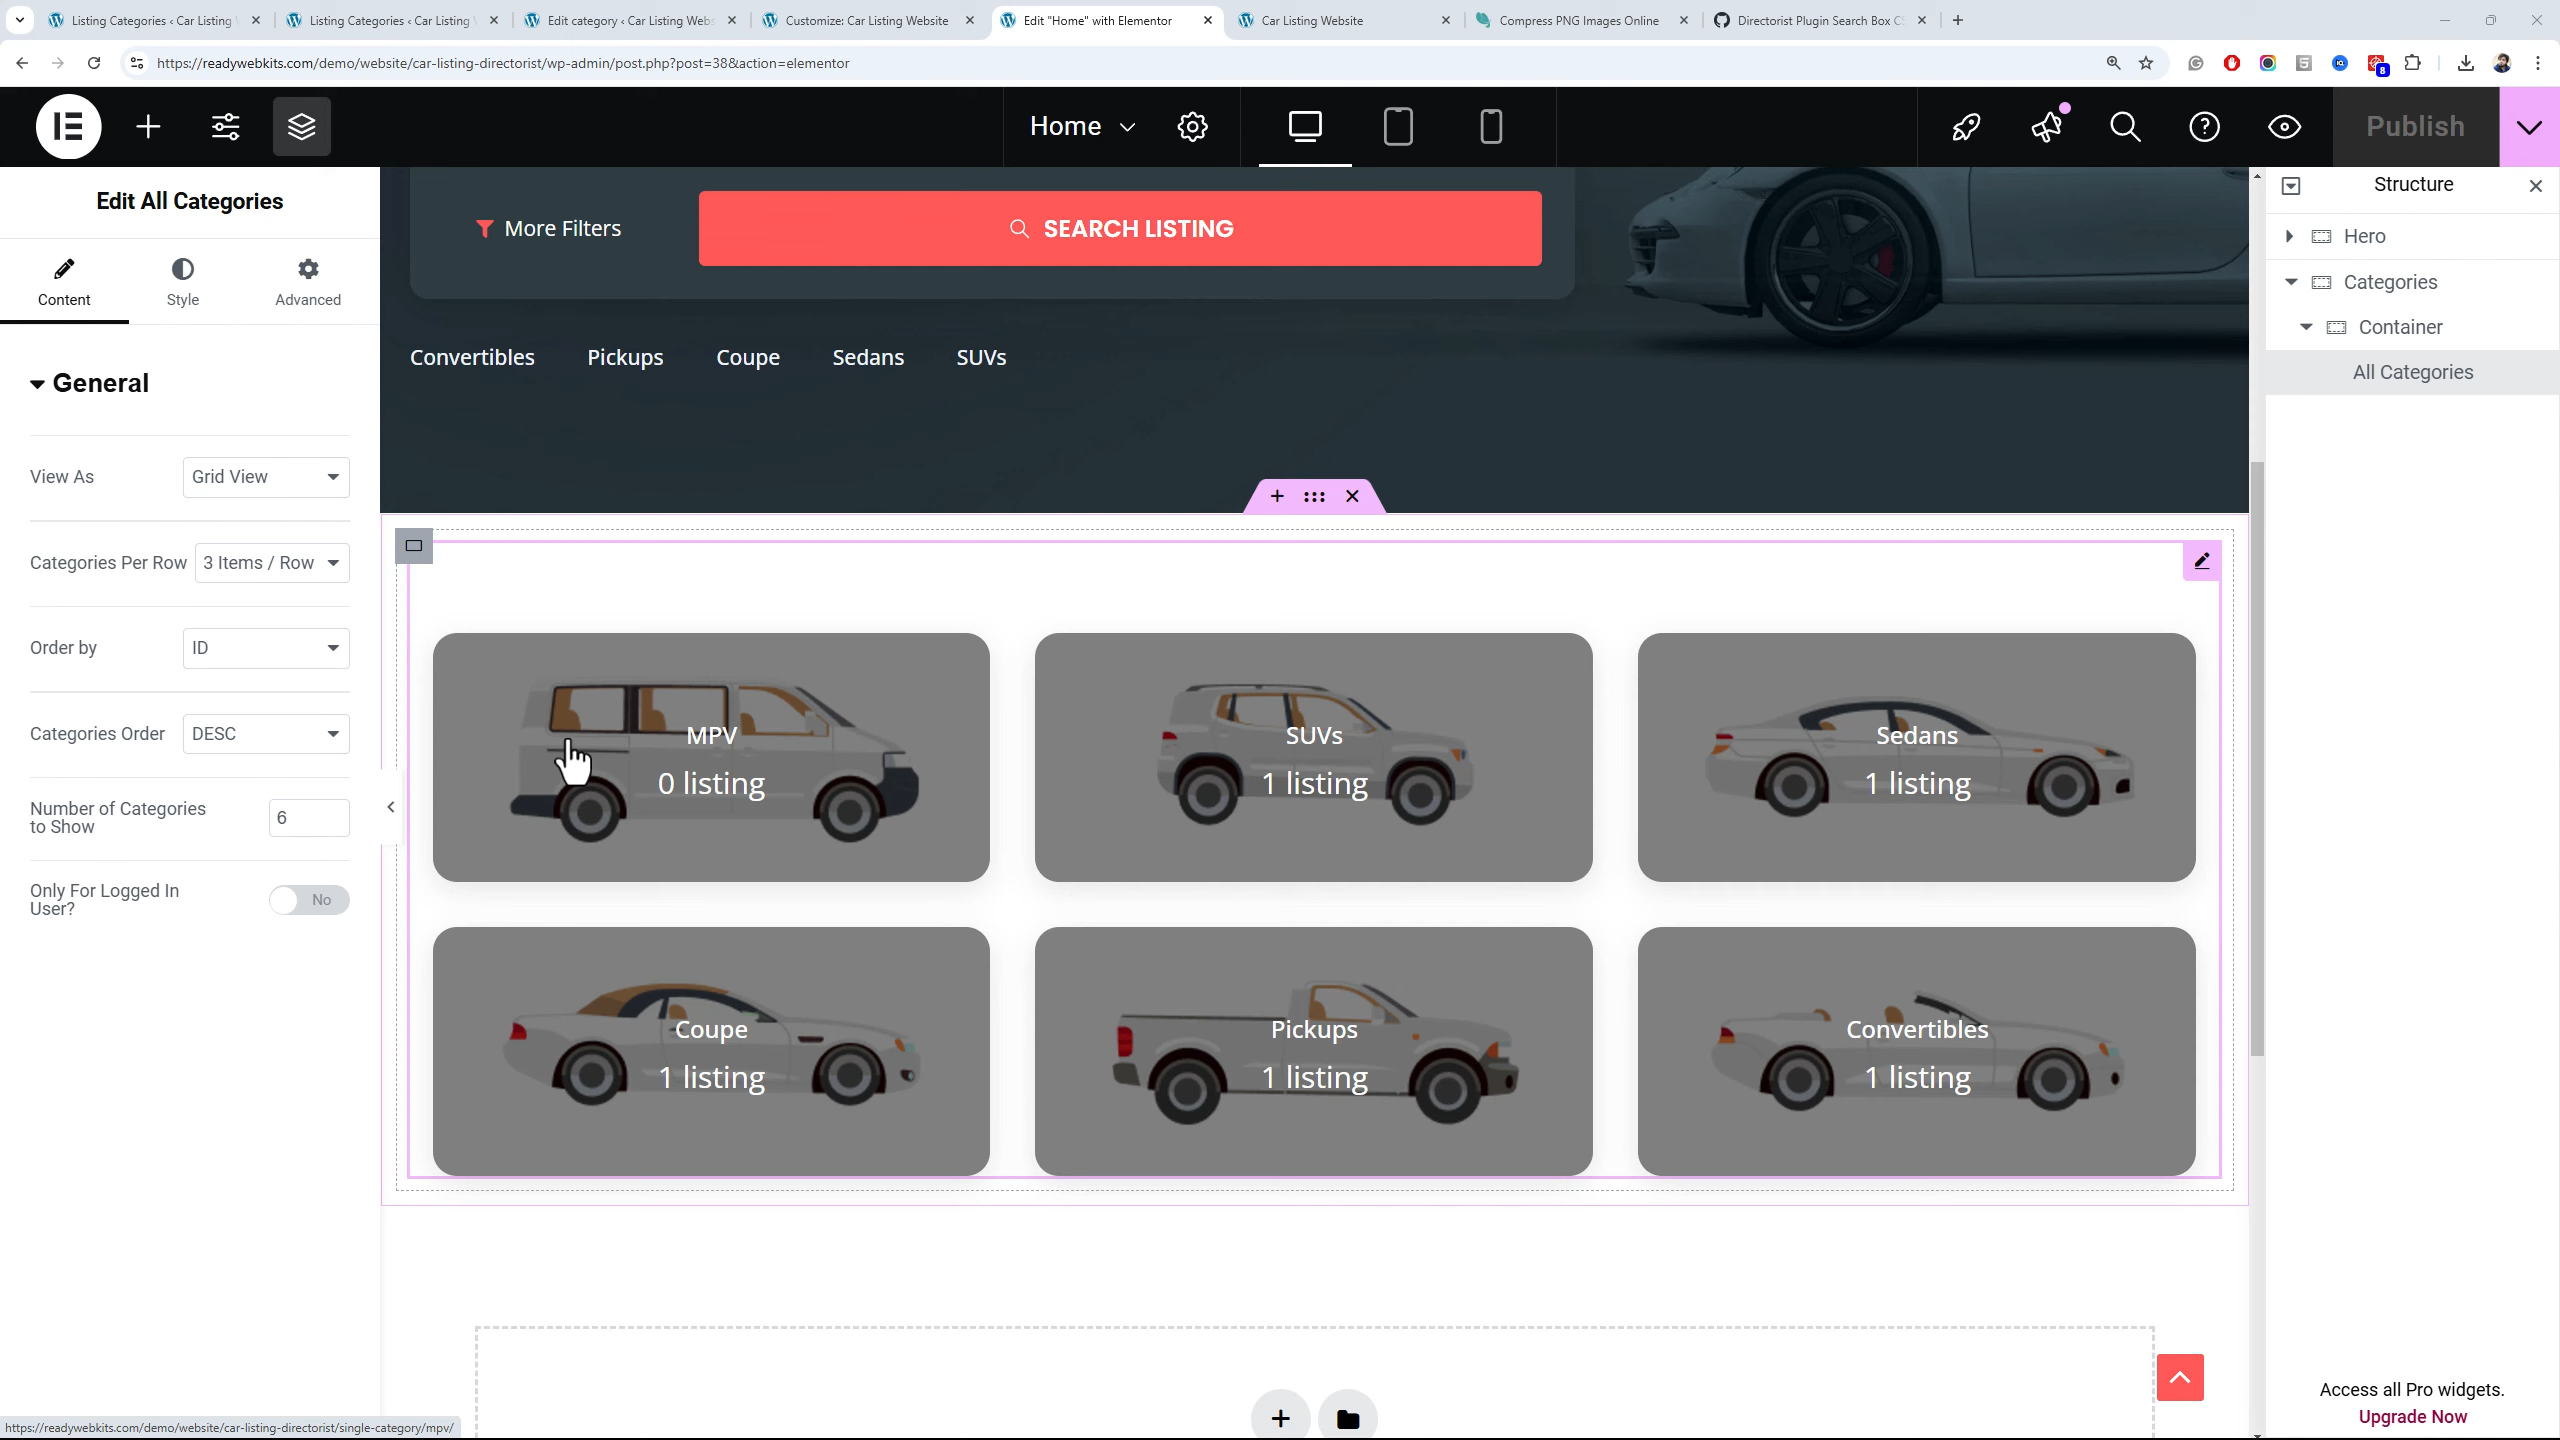 Listing Categories ‹ Car Listing
Listing Categories ‹ Car Listing
Edit category ‹ Car Listing Webs
Customize: Car Listing Website
Edit "Home" with Elementor
Car Listing Website
Compress PNG Images Online
Directorist Plugin Search Box CS
https://readywebkits.com/demo/website/car-listing-directorist/wp-admin/post.php?post=38&action=elementor
8
Home
Publish
Edit All Categories
Content
Style
Advanced
General
View As
Grid View
Categories Per Row
3 Items / Row
Order by
ID
Categories Order
DESC
Number of Categories
to Show
6
Only For Logged In
User?
No
More Filters
SEARCH LISTING
Convertibles
Pickups
Coupe
Sedans
SUVs
MPV
0 listing
SUVs
1 listing
Sedans
1 listing
Coupe
1 listing
Pickups
1 listing
Convertibles
1 listing
Structure
Hero
Categories
Container
All Categories
Access all Pro widgets.
Upgrade Now
https://readywebkits.com/demo/website/car-listing-directorist/single-category/mpv/